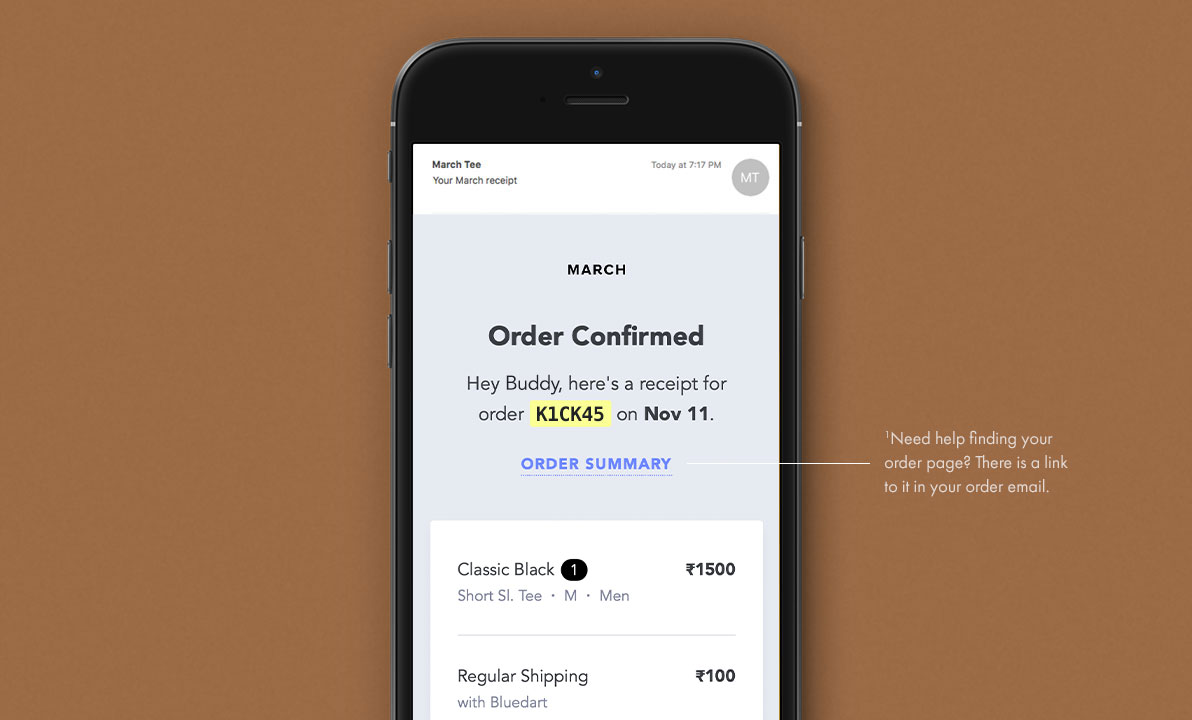 March Tee
Today at 7:17 PM
MT
Your March receipt
MARCH
Order Confirmed
Hey Buddy, here's a receipt for
order K1CK45 on Nov 11.
ORDER SUMMARY
¹Need help finding your
order page? There is a link
to it in your order email.
Classic Black 1 ₹1500
Short Sl. Tee · M · Men
Regular Shipping ₹100
with Bluedart